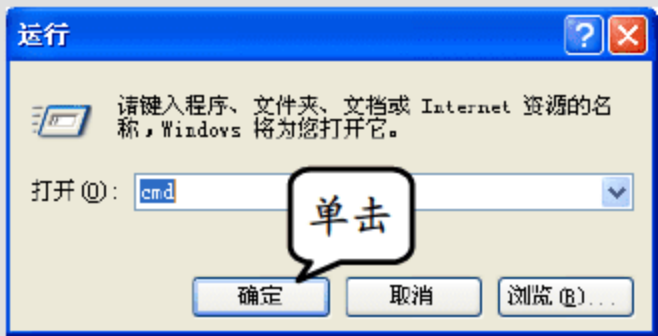 运行
请键入程序、文件夹、文档或 Internet 资源的名
称，Windows 将为您打开它。
打开(O)：cmd
单击
确定 取消 浏览(B)...